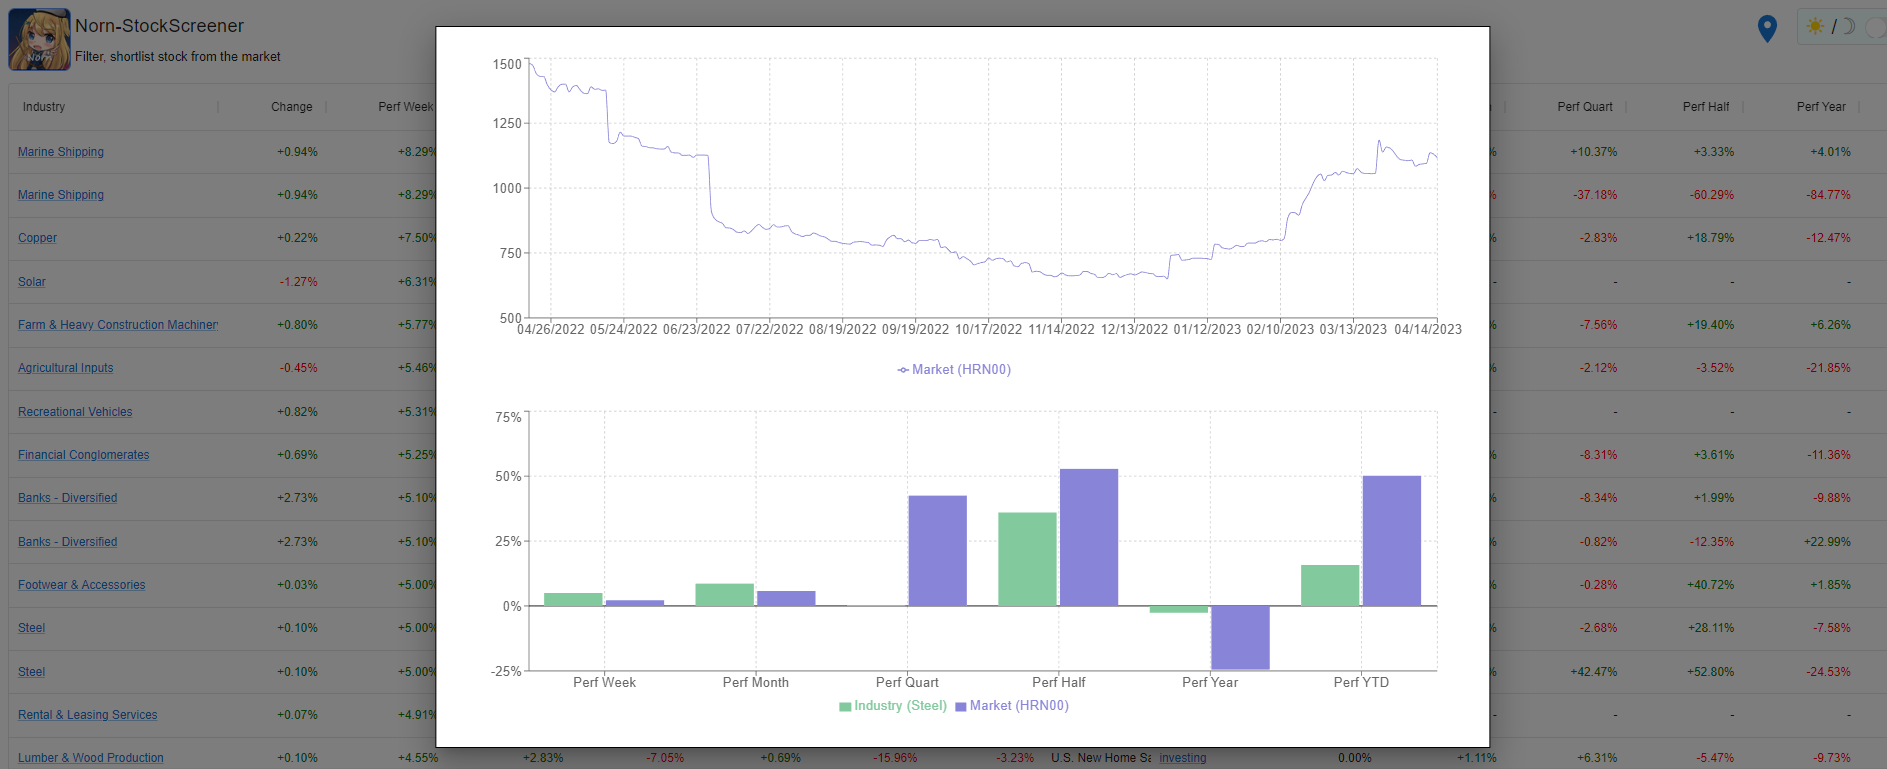 Norn-StockScreener
Filter, shortlist stock from the market
Norn
/
Industry Change Perf Week Perf Quart Perf Half Perf Year
Marine Shipping +0.94% +8.29% % +10.37% +3.33% +4.01%
Marine Shipping +0.94% +8.29% % -37.18% -60.29% -84.77%
Copper +0.22% +7.50% % -2.83% +18.79% -12.47%
Solar -1.27% +6.31% - - - -
Farm & Heavy Construction Machinery +0.80% +5.77% % -7.56% +19.40% +6.26%
Agricultural Inputs -0.45% +5.46% % -2.12% -3.52% -21.85%
Recreational Vehicles +0.82% +5.31% - - - -
Financial Conglomerates +0.69% +5.25% % -8.31% +3.61% -11.36%
Banks - Diversified +2.73% +5.10% % -8.34% +1.99% -9.88%
Banks - Diversified +2.73% +5.10% % -0.82% -12.35% +22.99%
Footwear & Accessories +0.03% +5.00% % -0.28% +40.72% +1.85%
Steel +0.10% +5.00% % -2.68% +28.11% -7.58%
Steel +0.10% +5.00% % +42.47% +52.80% -24.53%
Rental & Leasing Services +0.07% +4.91% - - - -
Lumber & Wood Production +0.10% +4.55% +2.83% -7.05% +0.69% -15.96% -3.23% U.S. New Home Sa investing 0.00% +1.11% +6.31% -5.47% -9.73%
1500
1250
1000
750
500
04/26/2022 05/24/2022 06/23/2022 07/22/2022 08/19/2022 09/19/2022 10/17/2022 11/14/2022 12/13/2022 01/12/2023 02/10/2023 03/13/2023 04/14/2023
Market (HRN00)
75%
50%
25%
0%
-25%
Perf Week Perf Month Perf Quart Perf Half Perf Year Perf YTD
Industry (Steel) Market (HRN00)